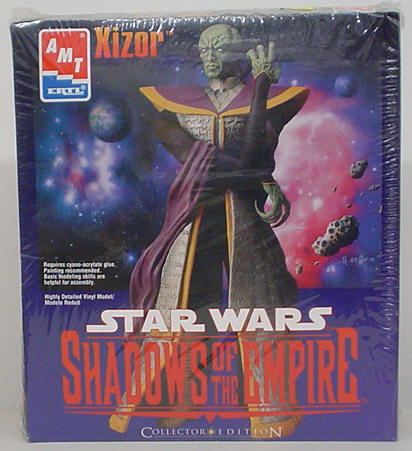 AMT
ERTL
Xizor™
Requires cyano-acrylate glue.
Painting recommended.
Basic modeling skills are
helpful for assembly.
Highly Detailed Vinyl Model/
Modele Reduit
STAR WARS
SHADOWS OF THE EMPIRE
COLLECTOR EDITION